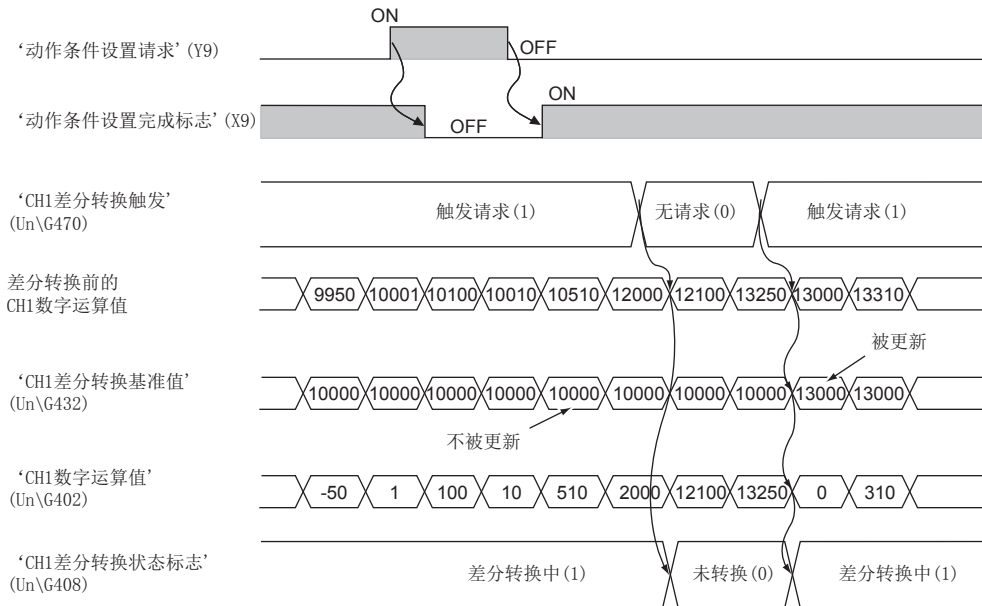 ON
'动作条件设置请求'(Y9)
OFF
ON
'动作条件设置完成标志'(X9)
OFF
'CH1差分转换触发'
(Un\G470)
触发请求(1) 无请求(0) 触发请求(1)
差分转换前的
CH1数字运算值
9950 10001 10100 10010 10510 12000 12100 13250 13000 13310
被更新
'CH1差分转换基准值'
(Un\G432)
10000 10000 10000 10000 10000 10000 10000 10000 13000 13000
不被更新
'CH1数字运算值'
(Un\G402)
-50 1 100 10 510 2000 12100 13250 0 310
'CH1差分转换状态标志'
(Un\G408)
差分转换中(1) 未转换(0) 差分转换中(1)